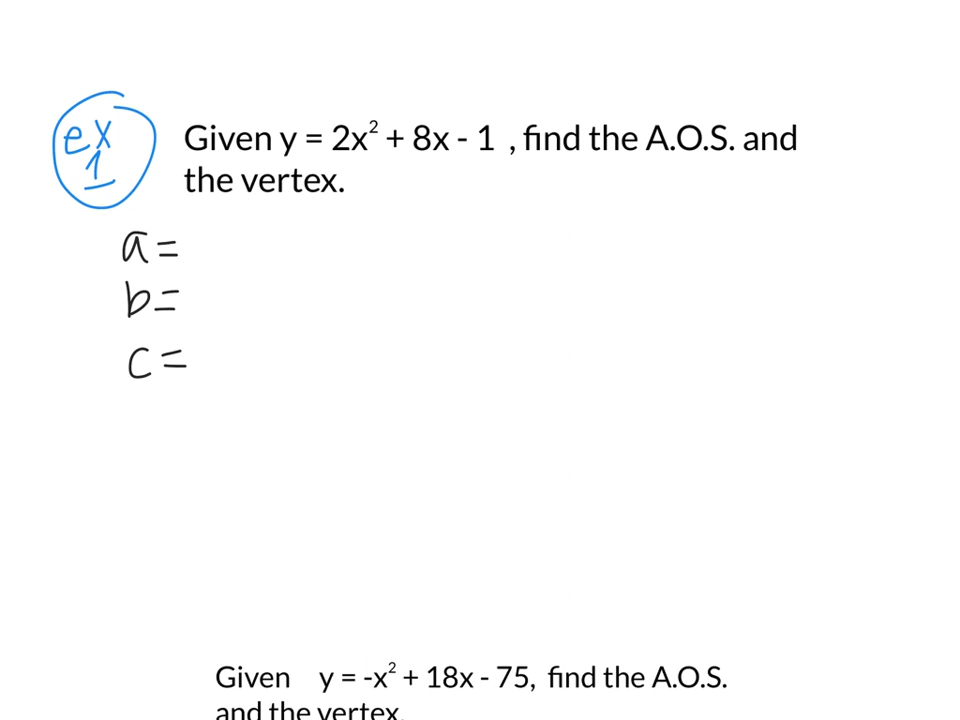 ex
1
Given y = 2x² + 8x - 1 , find the A.O.S. and
the vertex.
a =
b =
c =
Given y = -x² + 18x - 75, find the A.O.S.
and the vertex.